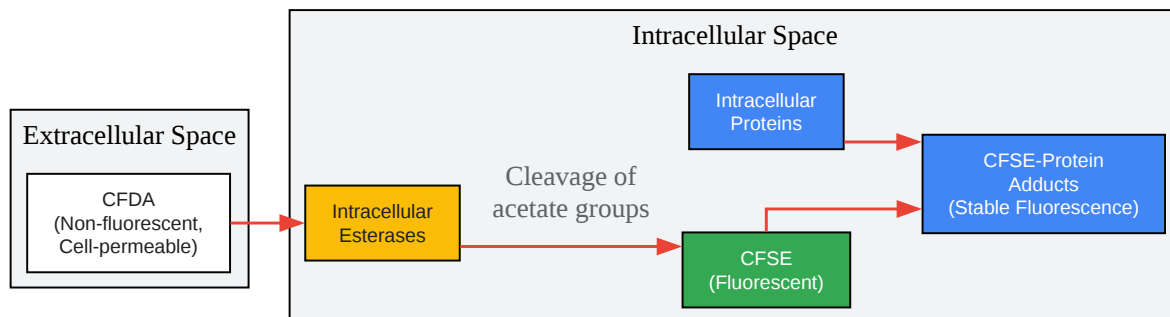 Intracellular Space
Extracellular Space
CFDA
(Non-fluorescent,
Cell-permeable)
Intracellular
Esterases
Cleavage of
acetate groups
Intracellular
Proteins
CFSE
(Fluorescent)
CFSE-Protein
Adducts
(Stable Fluorescence)